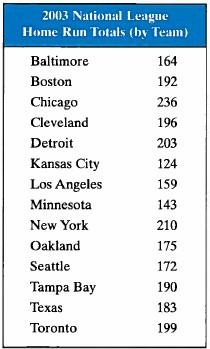 2003 National League
Home Run Totals (by Team)
Baltimore 164
Boston 192
Chicago 236
Cleveland 196
Detroit 203
Kansas City 124
Los Angeles 159
Minnesota 143
New York 210
Oakland 175
Seattle 172
Tampa Bay 190
Texas 183
Toronto 199